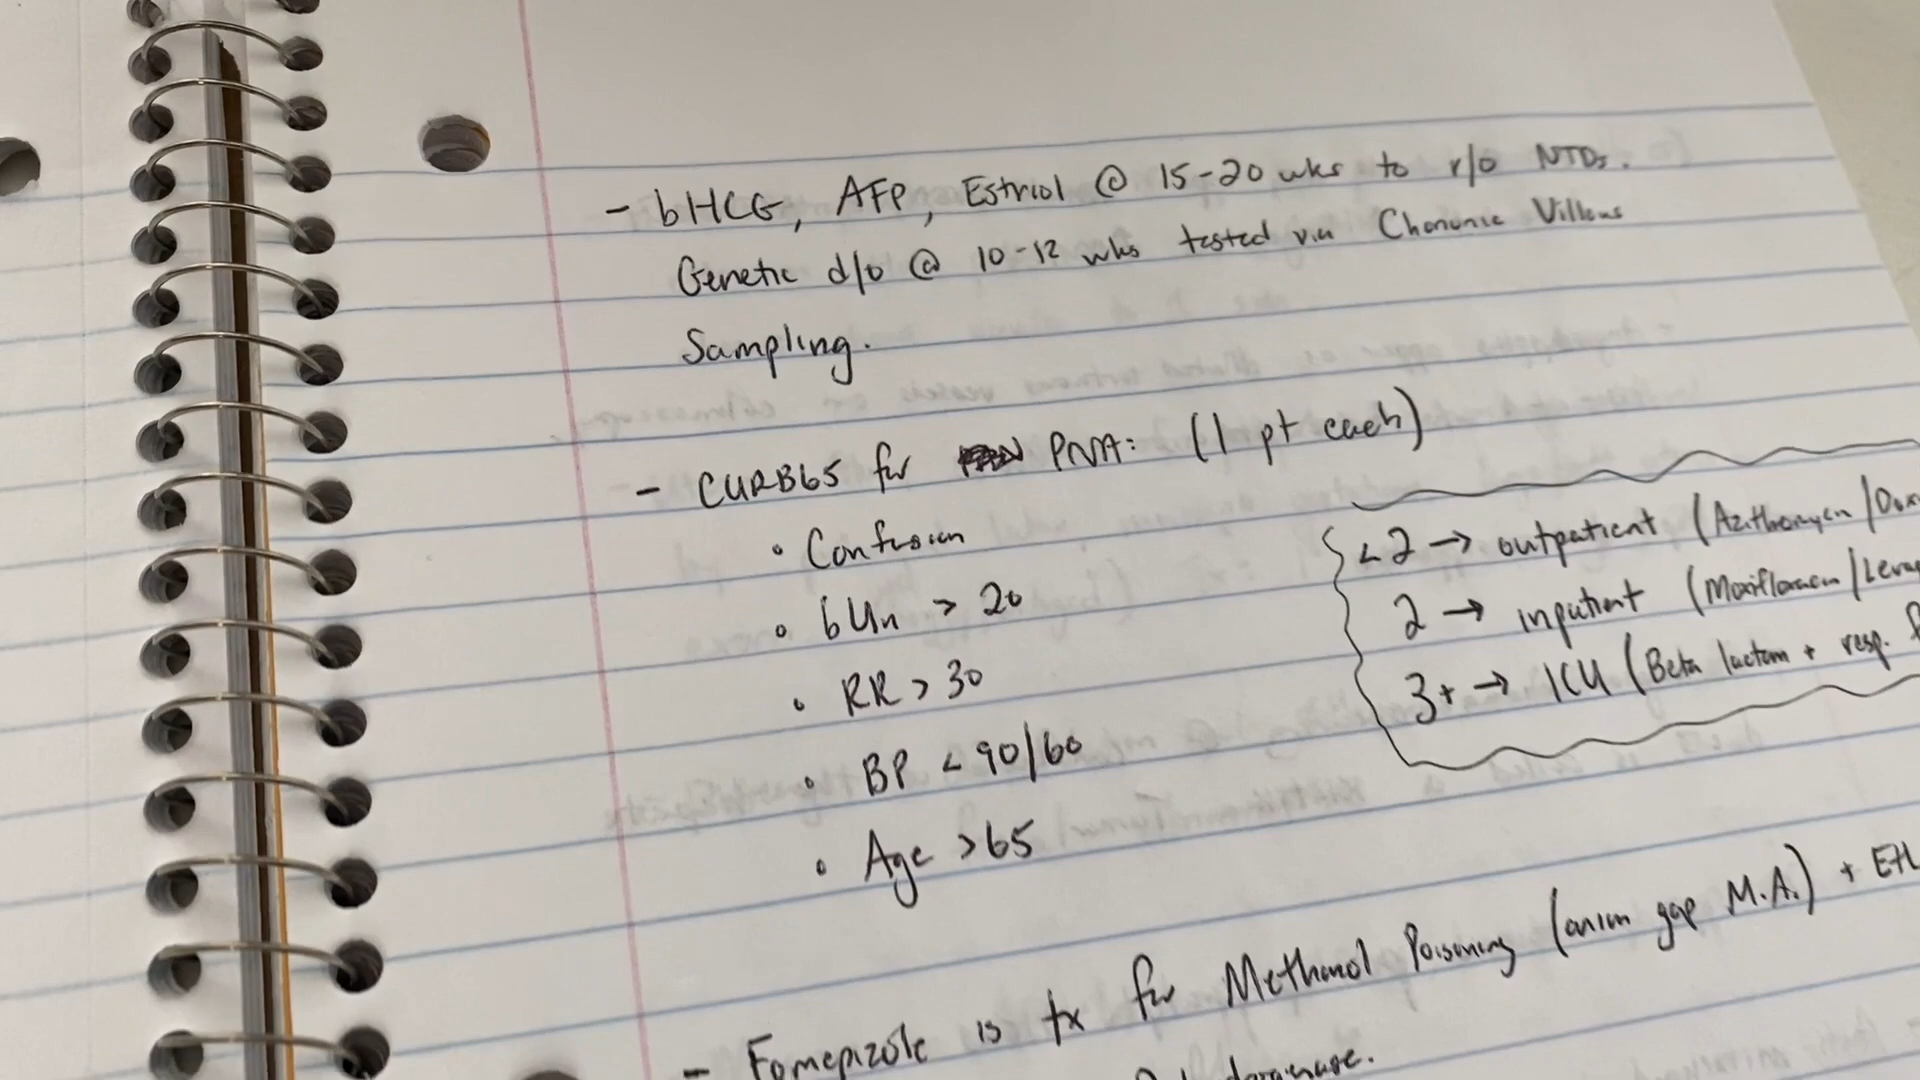 - bHCG, AFP, Estriol @ 15-20 wks to r/o NTDs.
Genetic d/o @ 10-12 wks tested via Chorionic Villous
Sampling.
- CURB65 for PNA: (1 pt each)
• Confusion
• bUn > 20
• RR > 30
• BP < 90/60
• Age > 65
<2 → outpatient (Azithromycin/Dox
2 → inpatient (Moxifloxacin/Levo
3+ → ICU (Beta lactam + resp.
- Fomepizole is tx for Methanol Poisoning (anion gap M.A.) + Eth